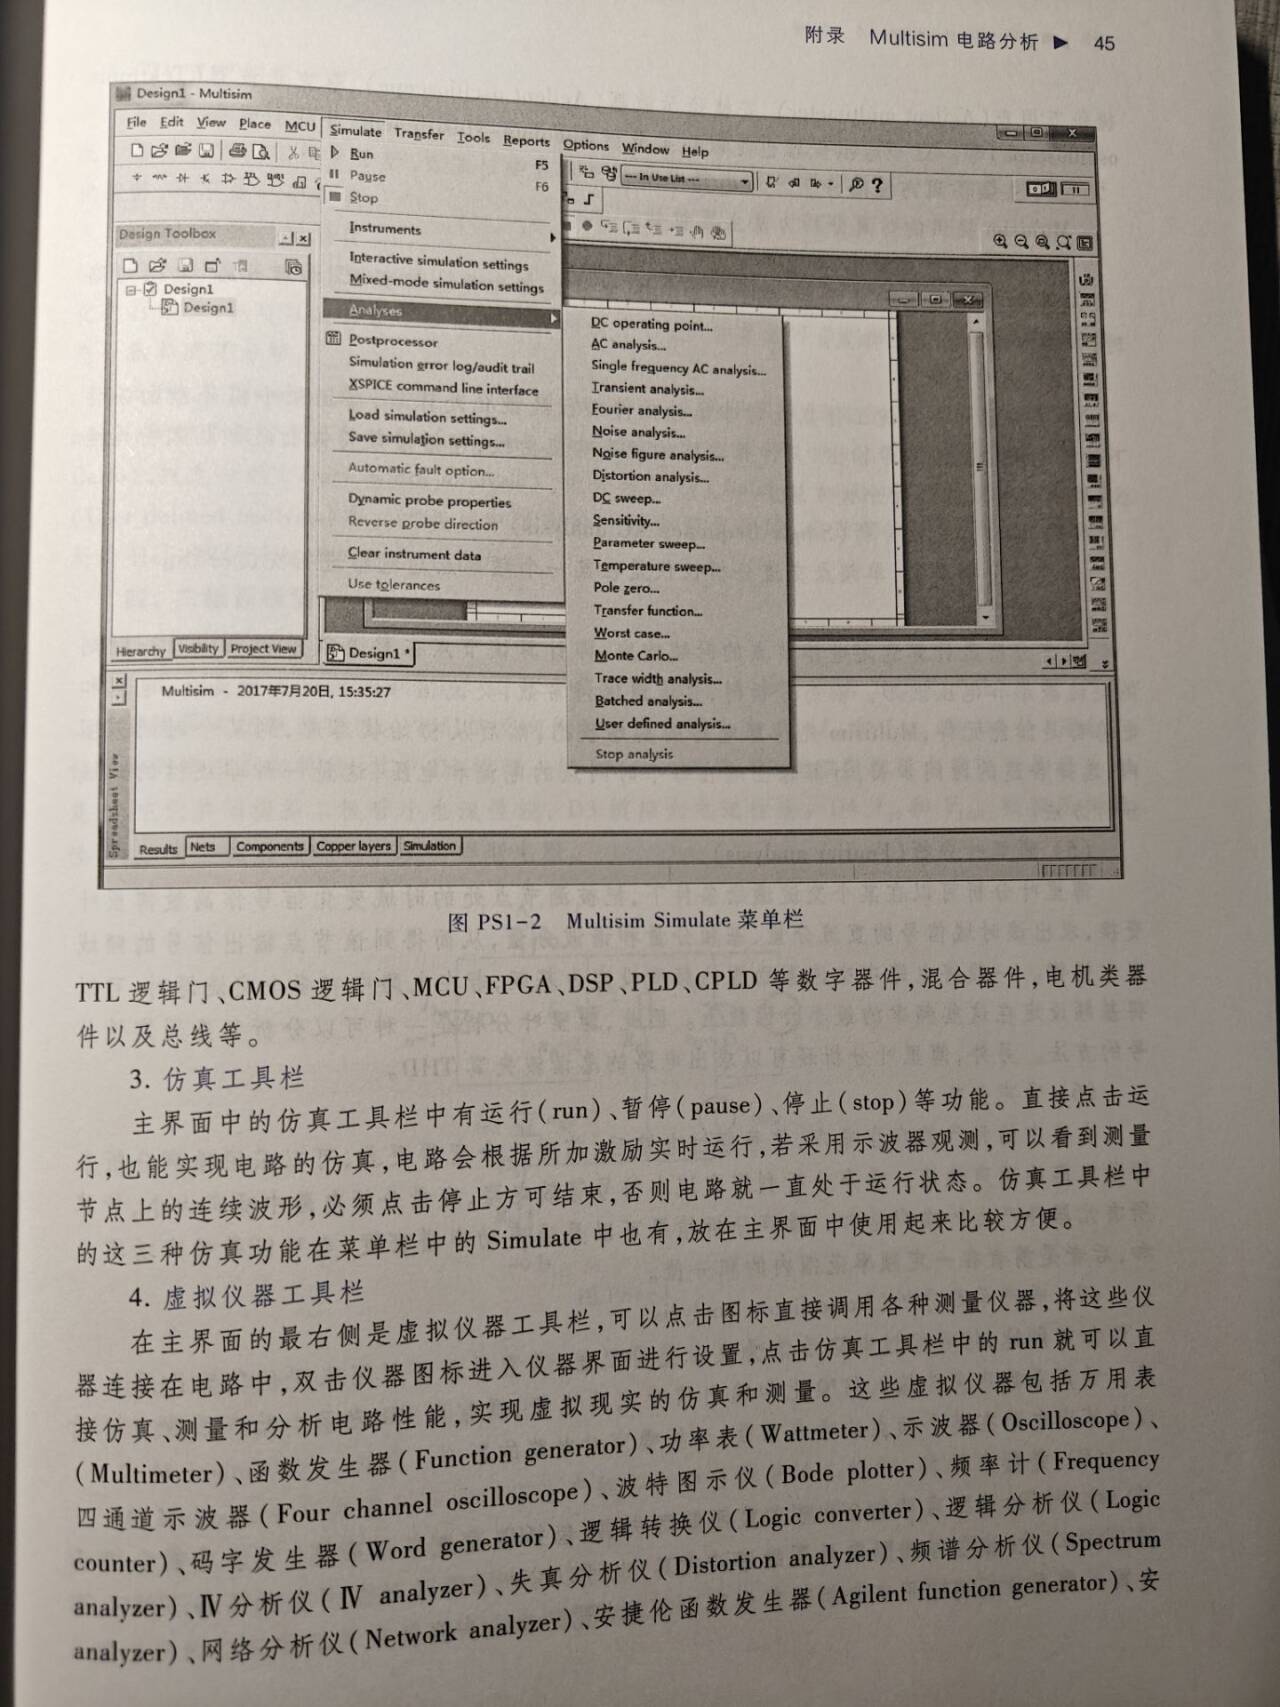 附录 Multisim 电路分析 ▶ 45
Design1 - Multisim
File Edit View Place MCU Simulate Transfer Tools Reports Options Window Help
Run F5
Pause F6
Stop
Instruments
Interactive simulation settings
Mixed-mode simulation settings
Analyses
Postprocessor
Simulation error log/audit trail
XSPICE command line interface
Load simulation settings...
Save simulation settings...
Automatic fault option...
Dynamic probe properties
Reverse probe direction
Clear instrument data
Use tolerances
--- In Use List ---
Design Toolbox
Design1
Design1
DC operating point...
AC analysis...
Single frequency AC analysis...
Transient analysis...
Fourier analysis...
Noise analysis...
Noise figure analysis...
Distortion analysis...
DC sweep...
Sensitivity...
Parameter sweep...
Temperature sweep...
Pole zero...
Transfer function...
Worst case...
Monte Carlo...
Trace width analysis...
Batched analysis...
User defined analysis...
Stop analysis
Hierarchy Visibility Project View
Design1 *
Multisim - 2017年7月20日, 15:35:27
Spreadsheet View
Results Nets Components Copper layers Simulation
图 PS1-2 Multisim Simulate 菜单栏
TTL 逻辑门、CMOS 逻辑门、MCU、FPGA、DSP、PLD、CPLD 等数字器件,混合器件,电机类器
件以及总线等。
3. 仿真工具栏
主界面中的仿真工具栏中有运行(run)、暂停(pause)、停止(stop)等功能。直接点击运
行,也能实现电路的仿真,电路会根据所加激励实时运行,若采用示波器观测,可以看到测量
节点上的连续波形,必须点击停止方可结束,否则电路就一直处于运行状态。仿真工具栏中
的这三种仿真功能在菜单栏中的 Simulate 中也有,放在主界面中使用起来比较方便。
4. 虚拟仪器工具栏
在主界面的最右侧是虚拟仪器工具栏,可以点击图标直接调用各种测量仪器,将这些仪
器连接在电路中,双击仪器图标进入仪器界面进行设置,点击仿真工具栏中的 run 就可以直
接仿真、测量和分析电路性能,实现虚拟现实的仿真和测量。这些虚拟仪器包括万用表
(Multimeter)、函数发生器(Function generator)、功率表(Wattmeter)、示波器(Oscilloscope)、
四通道示波器(Four channel oscilloscope)、波特图示仪(Bode plotter)、频率计(Frequency
counter)、码字发生器(Word generator)、逻辑转换仪(Logic converter)、逻辑分析仪(Logic
analyzer)、IV分析仪(IV analyzer)、失真分析仪(Distortion analyzer)、频谱分析仪(Spectrum
analyzer)、网络分析仪(Network analyzer)、安捷伦函数发生器(Agilent function generator)、安